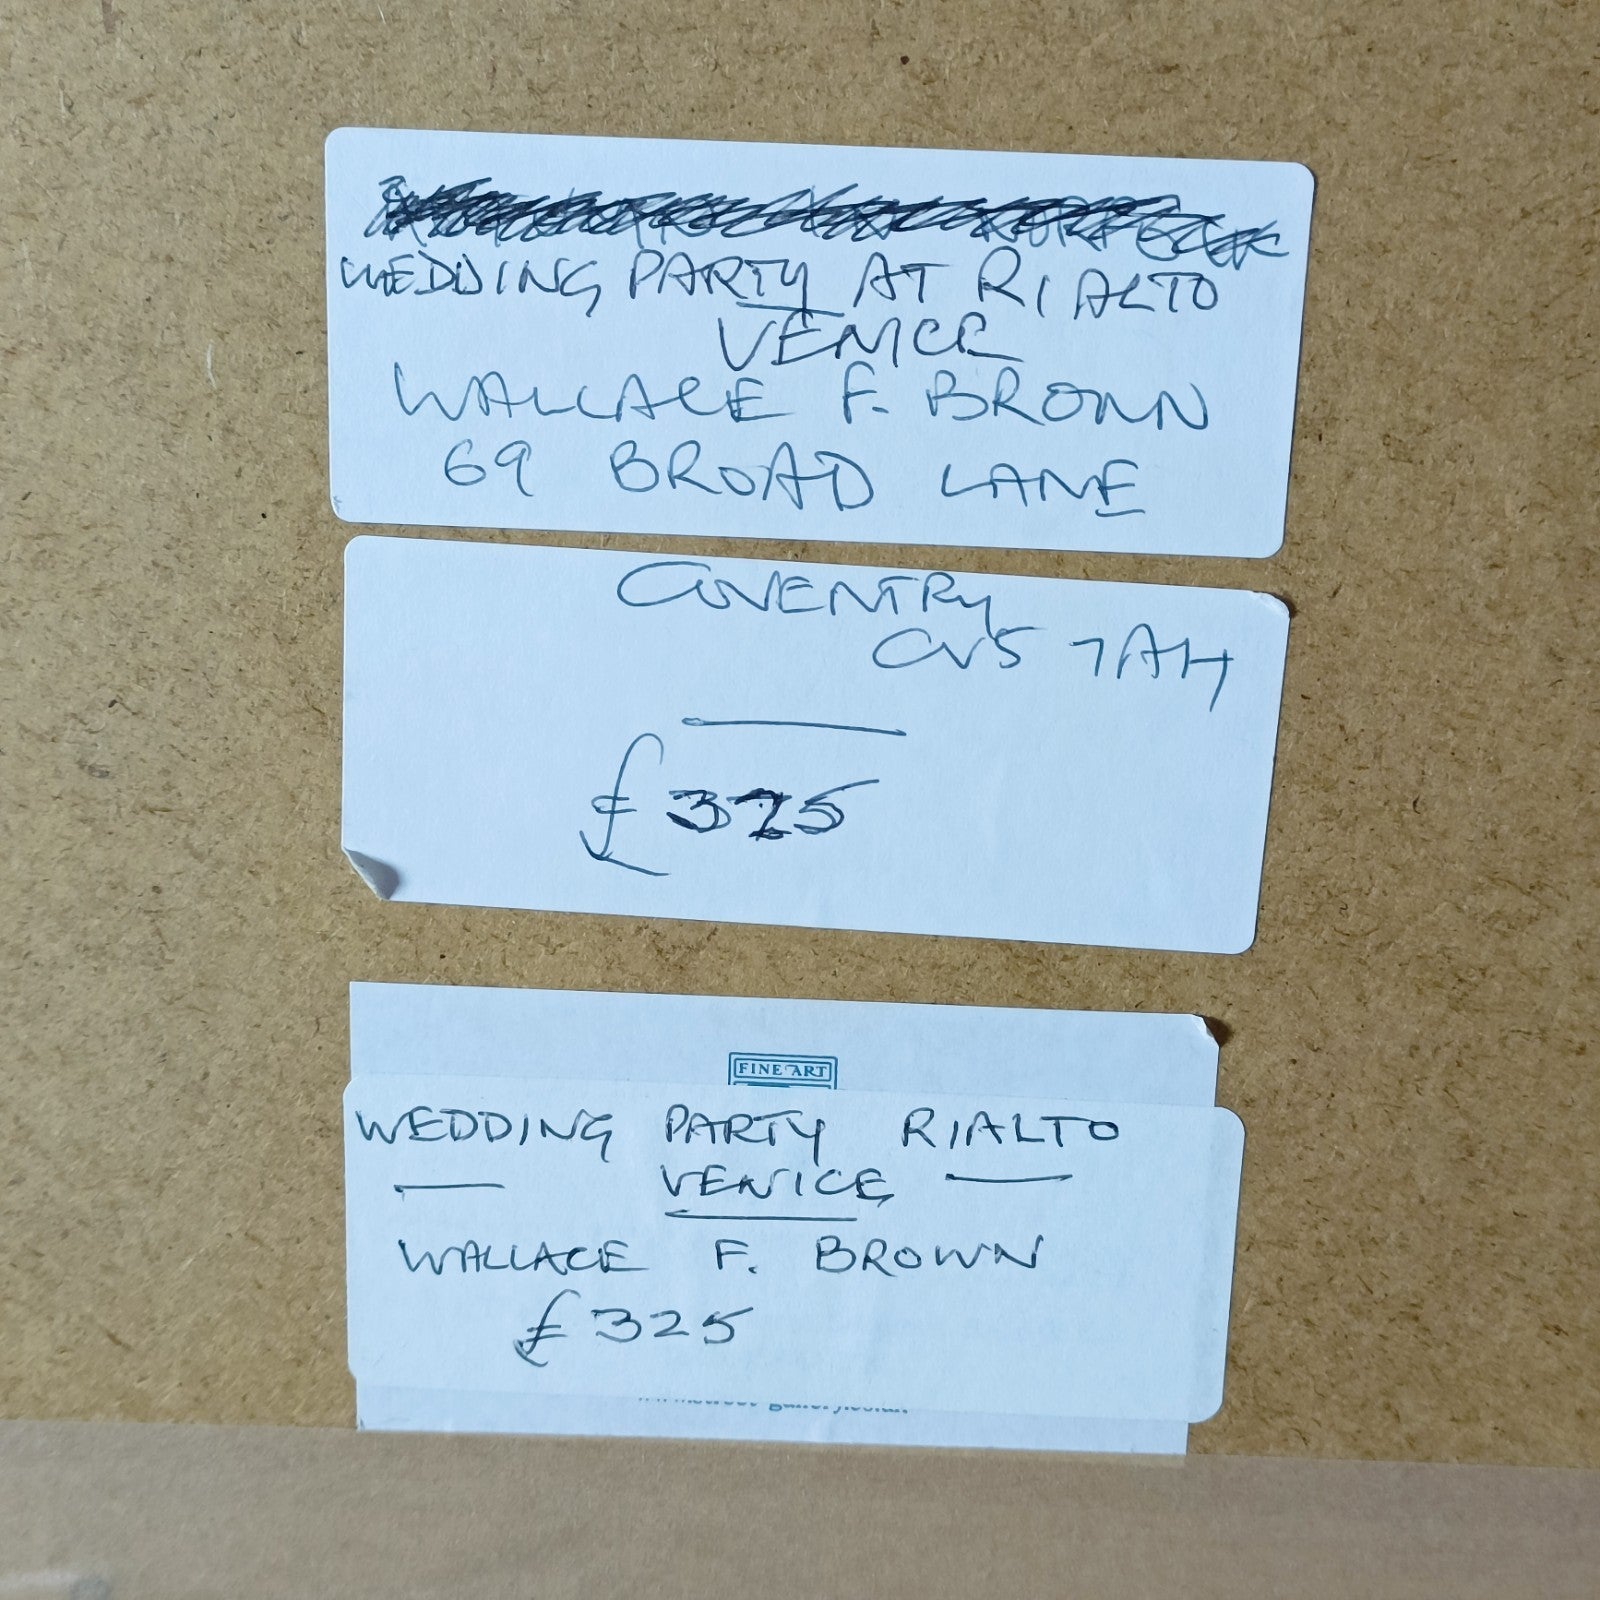 WEDDING PARTY AT RIALTO
VENICE
WALLACE F. BROWN
69 BROAD LANE
COVENTRY
CV5 7AH
£325
FINE ART
WEDDING PARTY RIALTO
VENICE
WALLACE F. BROWN
£325